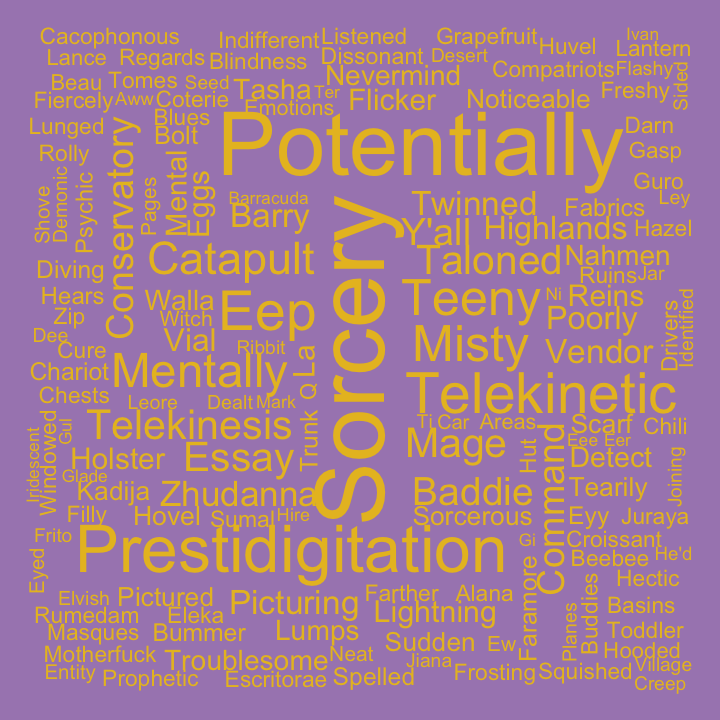 Cacophonous
Indifferent
Listened
Grapefruit
Ivan
Lance
Regards
Blindness
Dissonant
Desert
Huvel
Lantern
Beau
Tomes
Seed
Tasha
Ter
Nevermind
Compatriots
Flashy
Fiercely
Aww
Coterie
Emotions
Flicker
Noticeable
Freshy
Sided
Lunged
Blues
Bolt
Potentially
Darn
Rolly
Conservatory
Mental
Eggs
Gasp
Shove
Demonic
Psychic
Pages
Barracuda
Barry
Sorcery
Twinned
Fabrics
Guro
Ley
Y'all
Highlands
Hazel
Diving
Catapult
Taloned
Nahmen
Ruins
Jar
Hears
Walla
Eep
Teeny
Ni
Reins
Zip
Witch
Poorly
Drivers
Identified
Dee
Cure
Vial
Ribbit
La
Misty
Vendor
Chariot
Mentally
Chests
Leore
Dealt
Mark
Q
Telekinetic
Windowed
Gul
Telekinesis
Trunk
Ti
Car
Areas
Scarf
Chili
Iridescent
Holster
Essay
Mage
Hut
Command
Eee
Eer
Detect
Glade
Kadija
Zhudanna
Baddie
Tearily
Joining
Filly
Hovel
Sumal
Hire
Sorcerous
Eyy
Juraya
Frito
Prestidigitation
Gi
Croissant
Eyed
Beebee
He'd
Elvish
Pictured
Picturing
Farther
Alana
Faramore
Hectic
Rumedam
Eleka
Lightning
Planes
Buddies
Basins
Masques
Bummer
Lumps
Sudden
Ew
Toddler
Motherfuck
Troublesome
Neat
Jiana
Hooded
Entity
Prophetic
Escritorae
Spelled
Frosting
Squished
Village
Creep